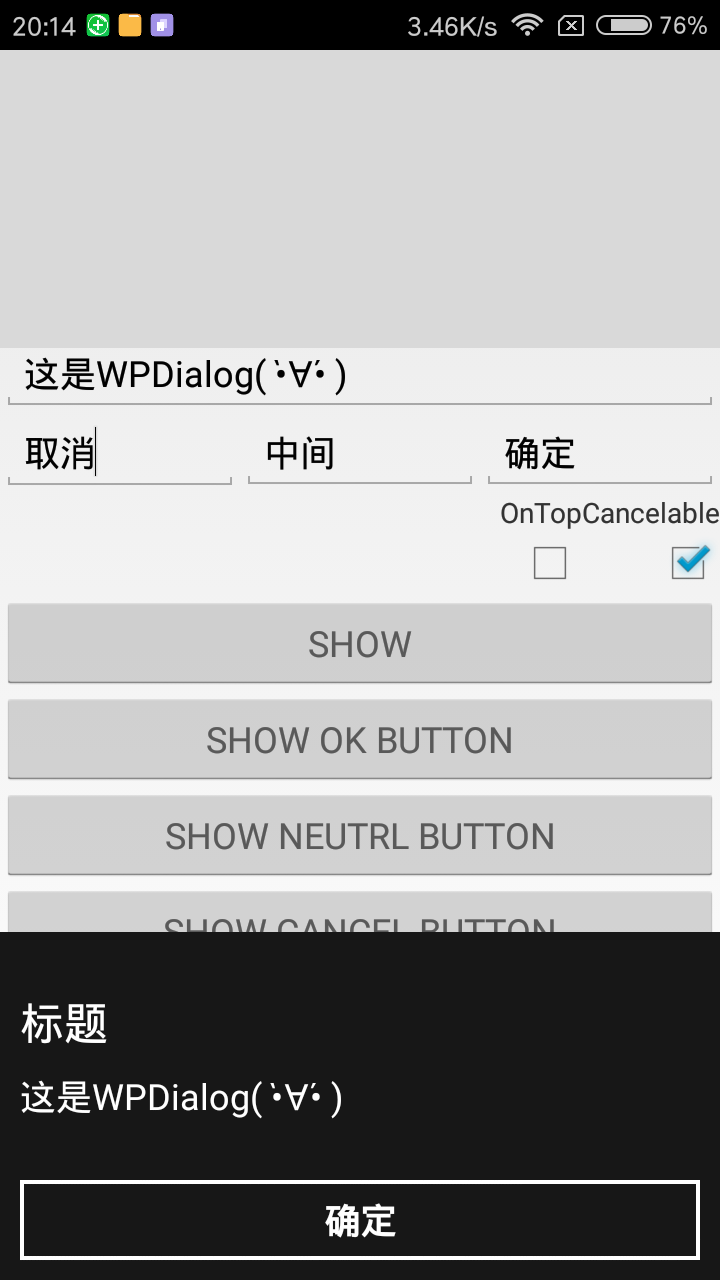 20:14 3.46K/s 76%
这是WPDialog( •̀∀•́ )
取消 中间 确定
OnTopCancelable
SHOW
SHOW OK BUTTON
SHOW NEUTRL BUTTON
SHOW CANCEL BUTTON
标题
这是WPDialog( •̀∀•́ )
确定